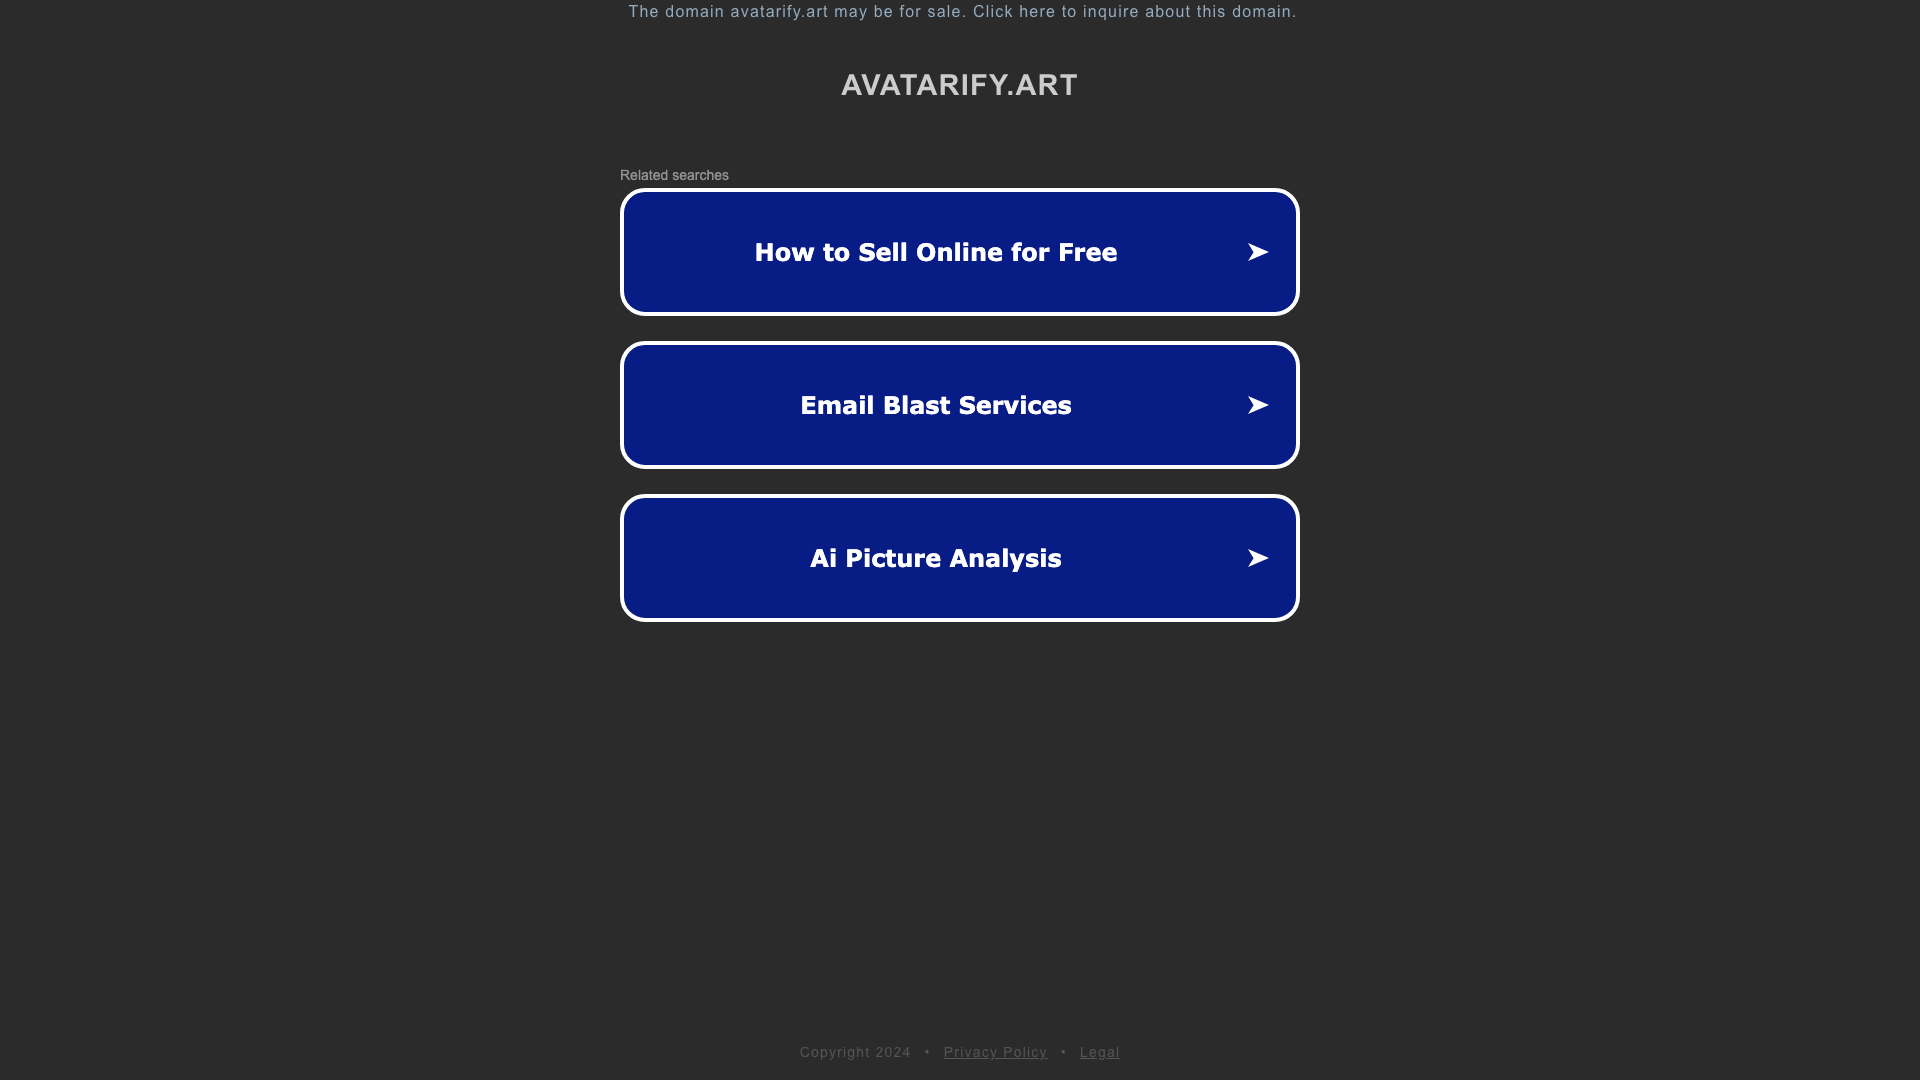 The domain avatarify.art may be for sale. Click here to inquire about this domain.
AVATARIFY.ART
Related searches
How to Sell Online for Free
Email Blast Services
Ai Picture Analysis
Copyright 2024 • Privacy Policy • Legal